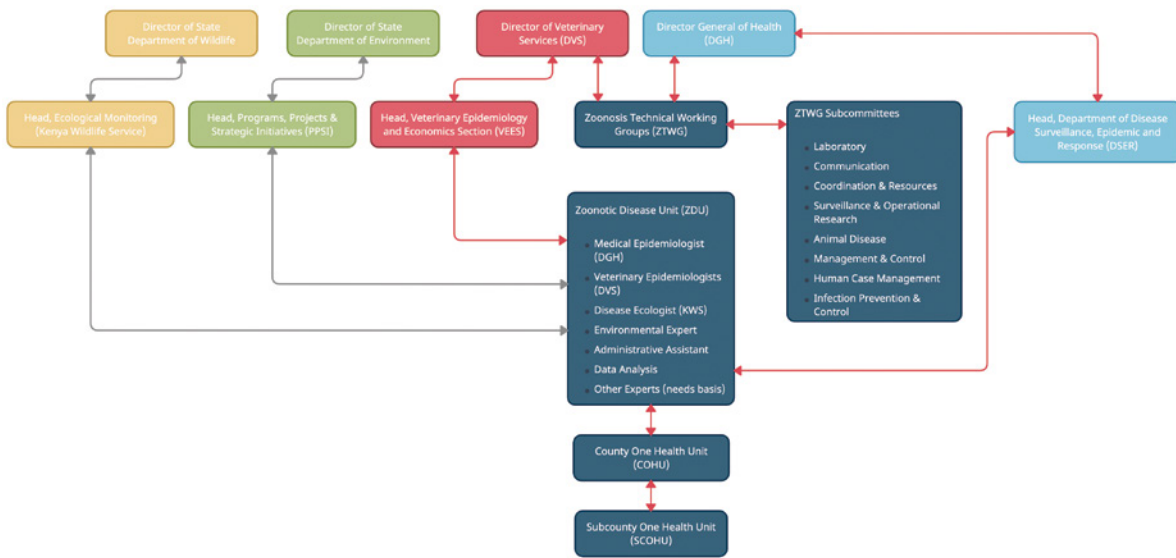 Director of State
Department of Wildlife
Director of State
Department of Environment
Director of Veterinary
Services (DVS)
Director General of Health
(DGH)
Head, Ecological Monitoring
(Kenya Wildlife Service)
Head, Programs, Projects &
Strategic Initiatives (PPSI)
Head, Veterinary Epidemiology
and Economics Section (VEES)
Zoonosis Technical Working
Groups (ZTWG)
ZTWG Subcommittees
Laboratory
Communication
Coordination & Resources
Surveillance & Operational
Research
Animal Disease
Management & Control
Human Case Management
Infection Prevention &
Control
Head, Department of Disease
Surveillance, Epidemic and
Response (DSER)
Zoonotic Disease Unit (ZDU)
Medical Epidemiologist
(DGH)
Veterinary Epidemiologists
(DVS)
Disease Ecologist (KWS)
Environmental Expert
Administrative Assistant
Data Analysis
Other Experts (needs basis)
County One Health Unit
(COHU)
Subcounty One Health Unit
(SCOHU)